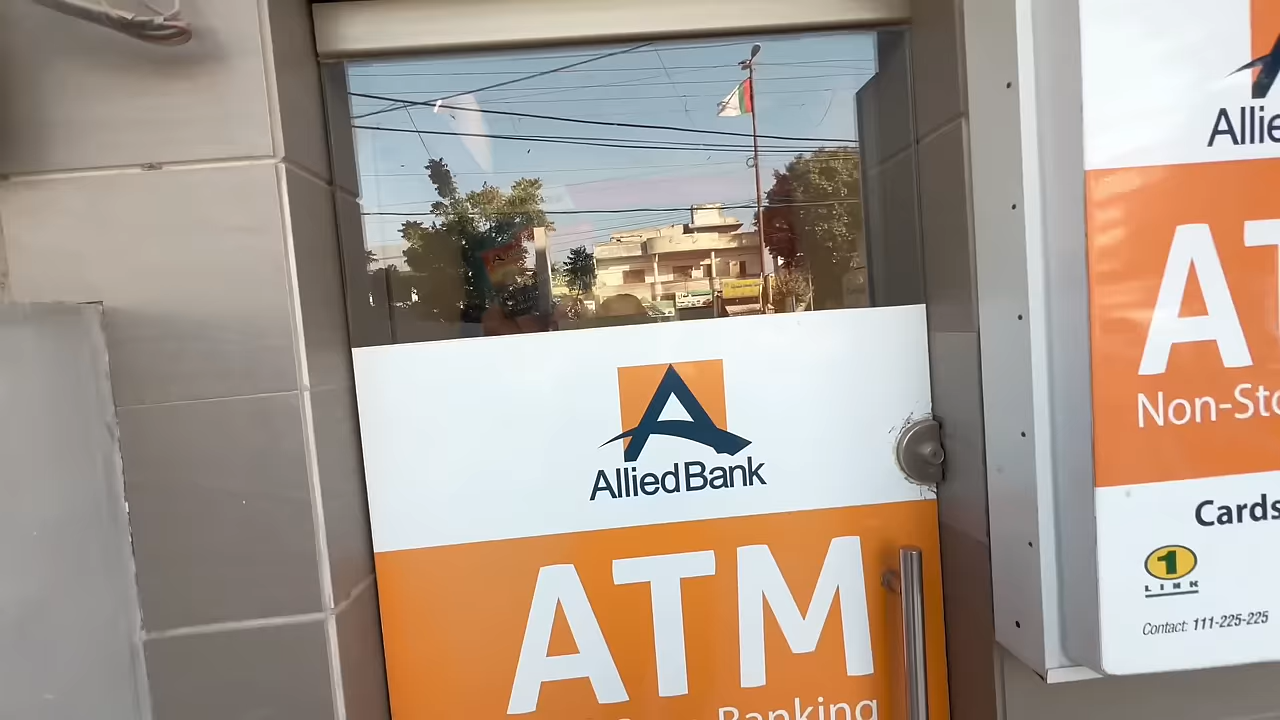 AlliedBank
ATM
Banking
Allie
AT
Non-Sto
Cards
1
LINK
Contact: 111-225-225